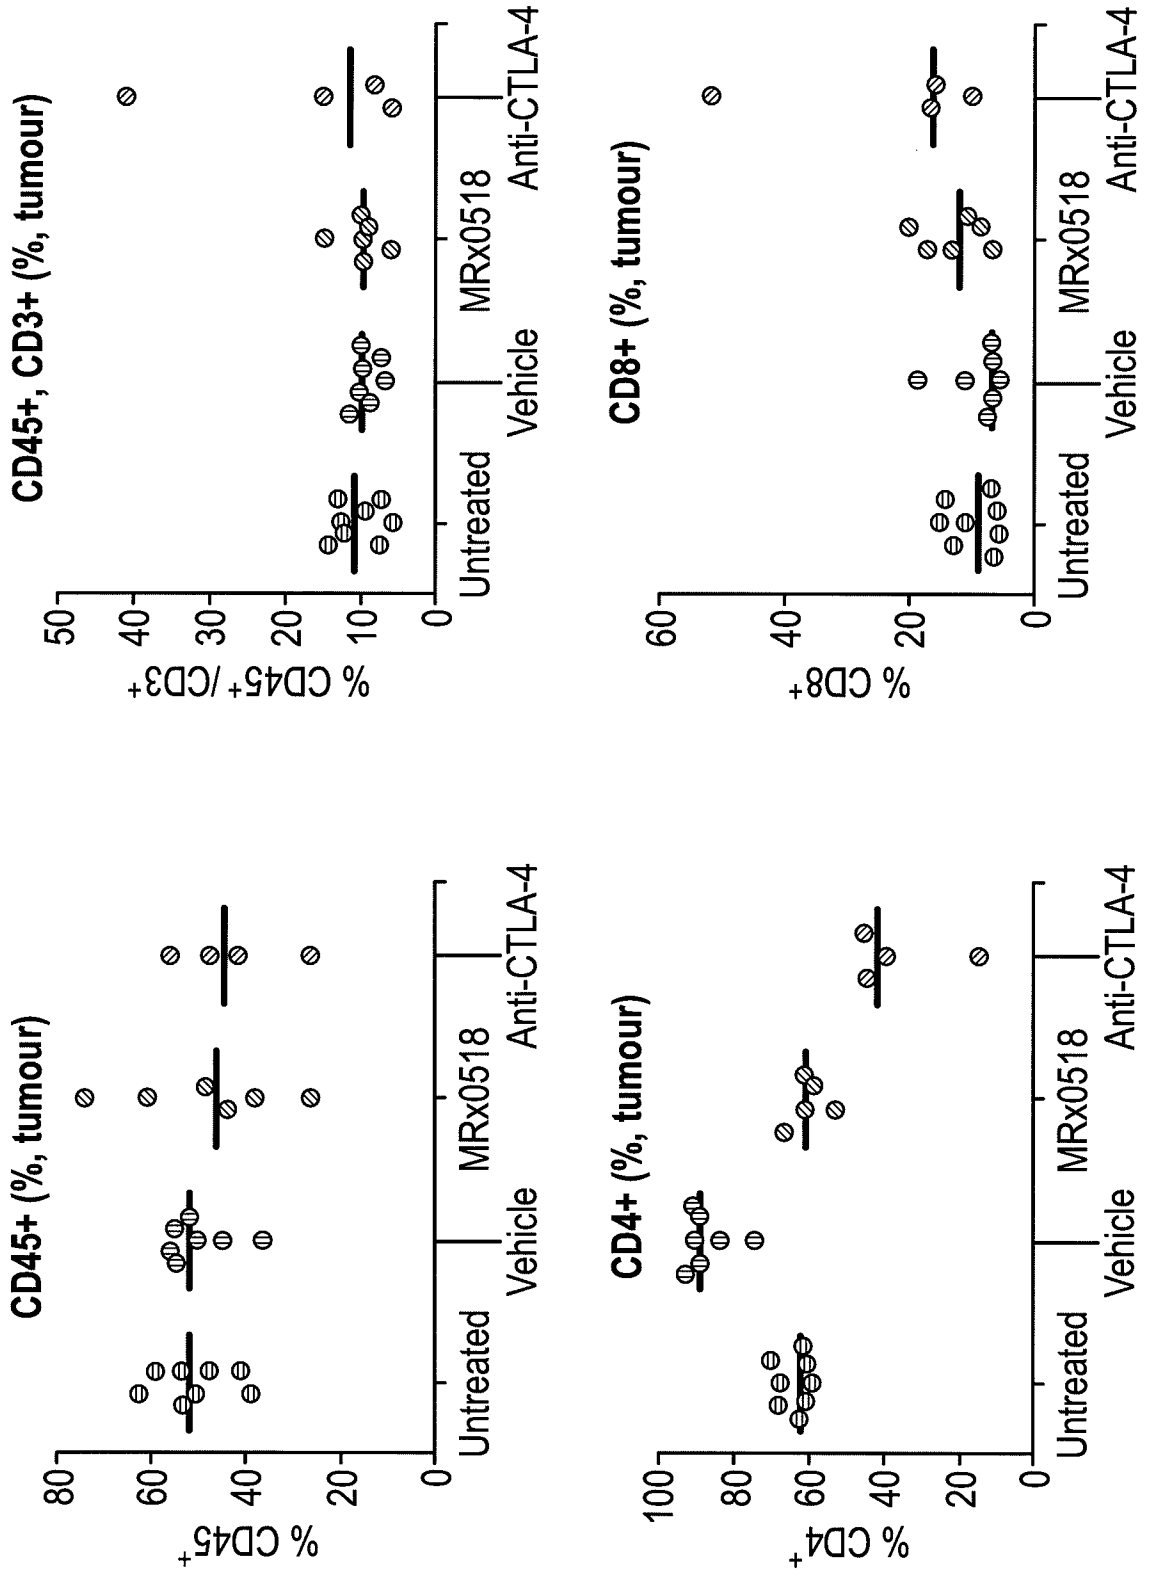 CD45+ (%, tumour)
% CD45+
80
60
40
20
0
Untreated
Vehicle
MRx0518
Anti-CTLA-4
CD45+, CD3+ (%, tumour)
% CD45+/CD3+
50
40
30
20
10
0
Untreated
Vehicle
MRx0518
Anti-CTLA-4
CD4+ (%, tumour)
% CD4+
100
80
60
40
20
0
Untreated
Vehicle
MRx0518
Anti-CTLA-4
CD8+ (%, tumour)
% CD8+
60
40
20
0
Untreated
Vehicle
MRx0518
Anti-CTLA-4